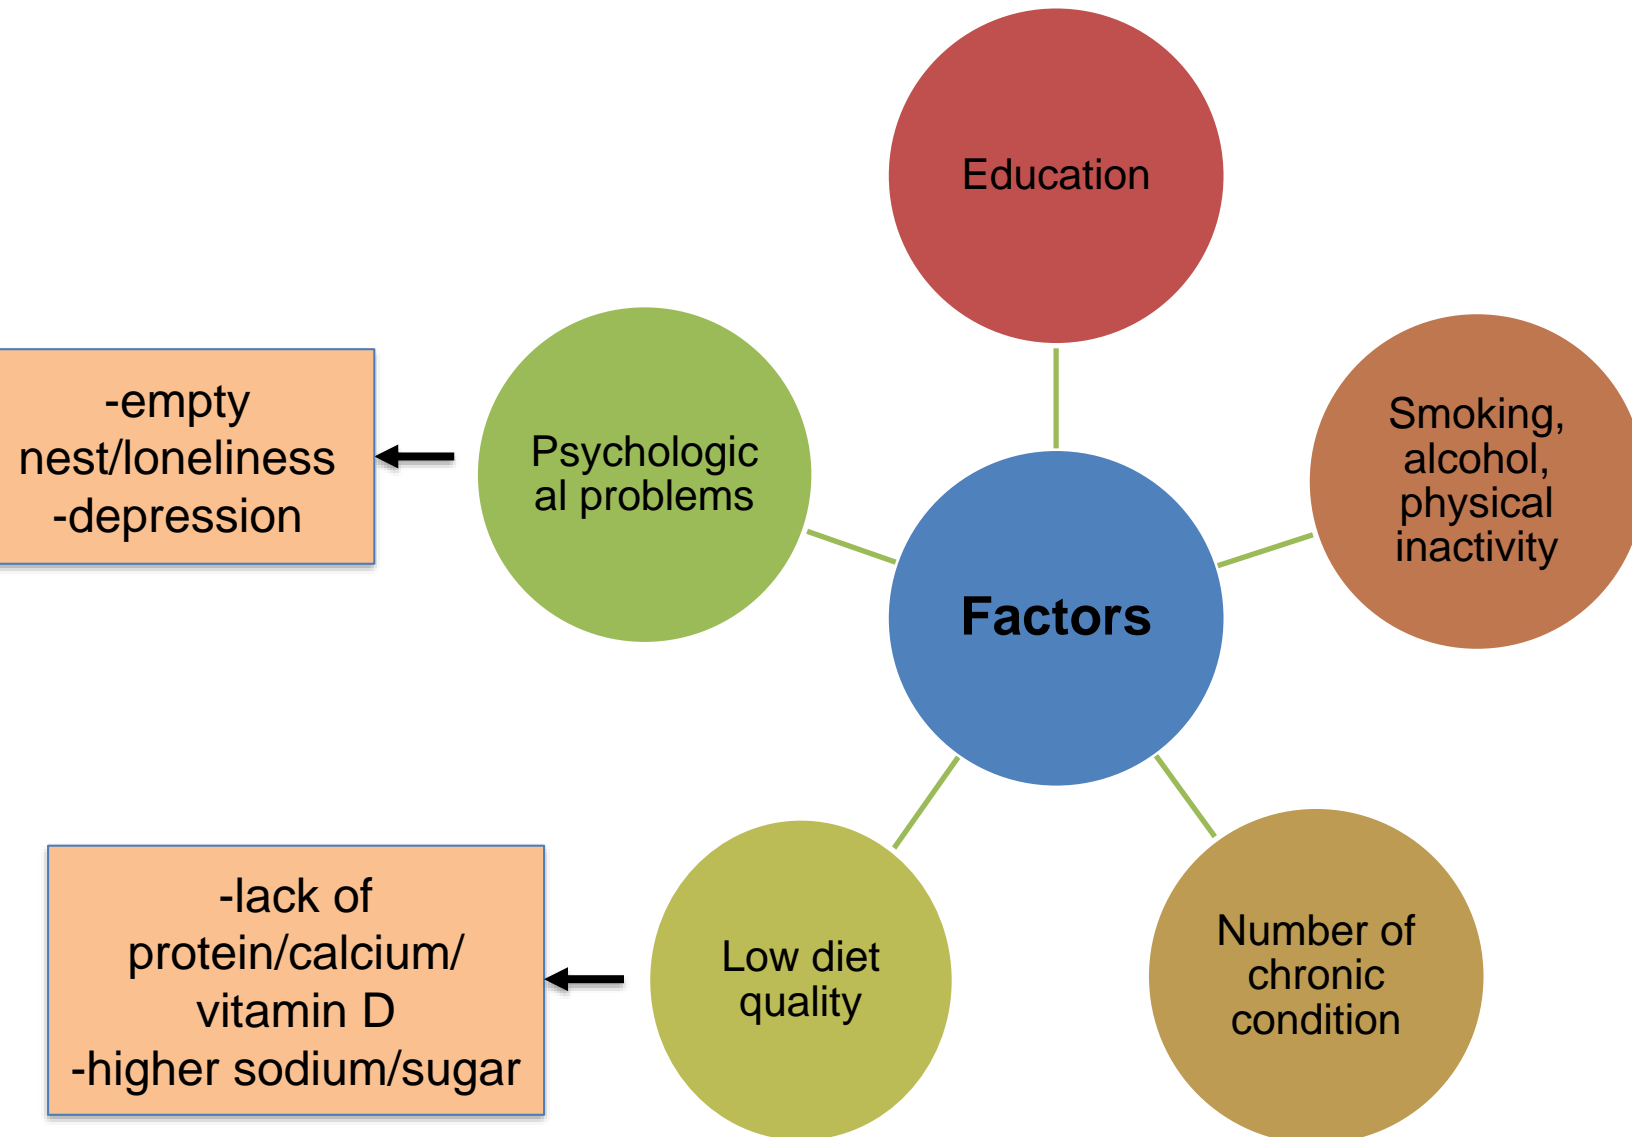 Education
Smoking,
alcohol,
physical
inactivity
-empty
nest/loneliness
-depression
Psychologic
al problems
Factors
-lack of
protein/calcium/
vitamin D
-higher sodium/sugar
Low diet
quality
Number of
chronic
condition